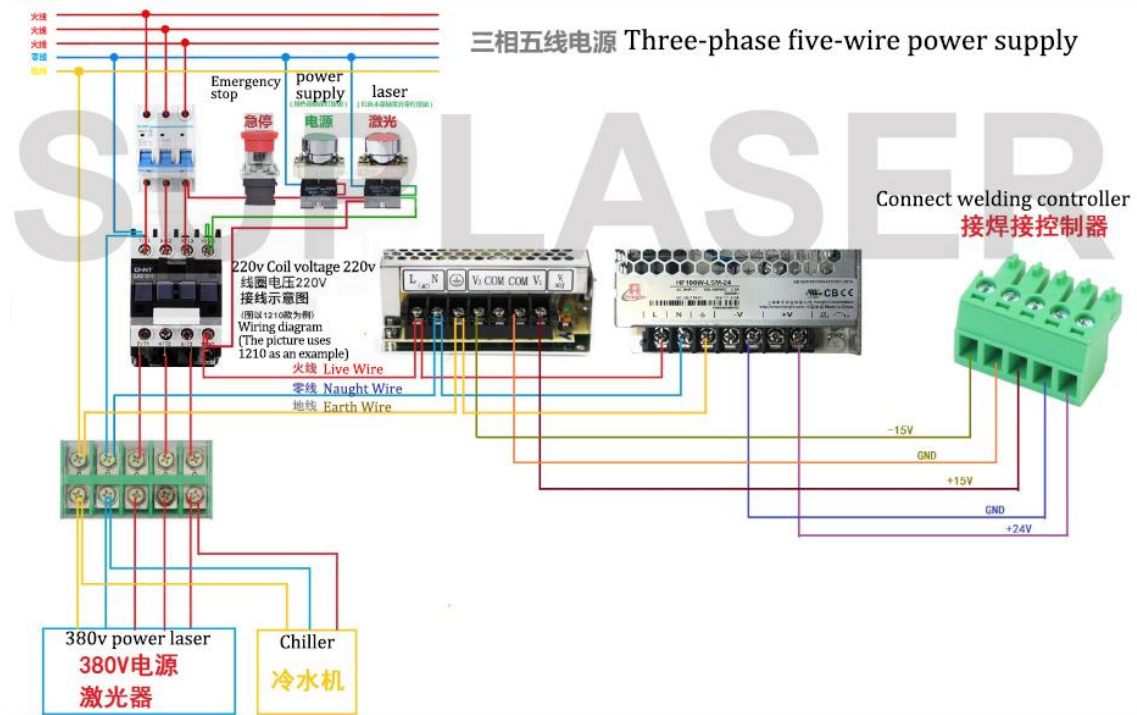 火线
火线
火线
零线
地线
三相五线电源 Three-phase five-wire power supply
SUPLASER
Emergency
stop
急停
power
supply
电源
laser
激光
Connect welding controller
接焊接控制器
CHNT
220v Coil voltage 220v
线圈电压220V
接线示意图
(图以1210款为例)
Wiring diagram
(The picture uses
1210 as an example)
火线 Live Wire
零线 Naught Wire
地线 Earth Wire
L N V2 COM COM V1
HF100W-LSM-24
L N -V +V
-15V
GND
+15V
GND
+24V
380v power laser
380V电源
激光器
Chiller
冷水机